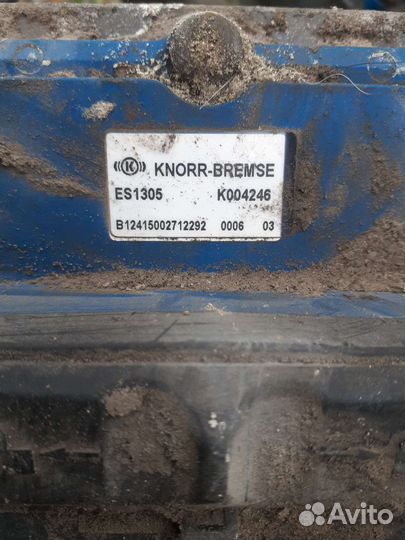 ((K)) KNORR-BREMSE
ES1305 K004246
B12415002712292 0006 03
Avito